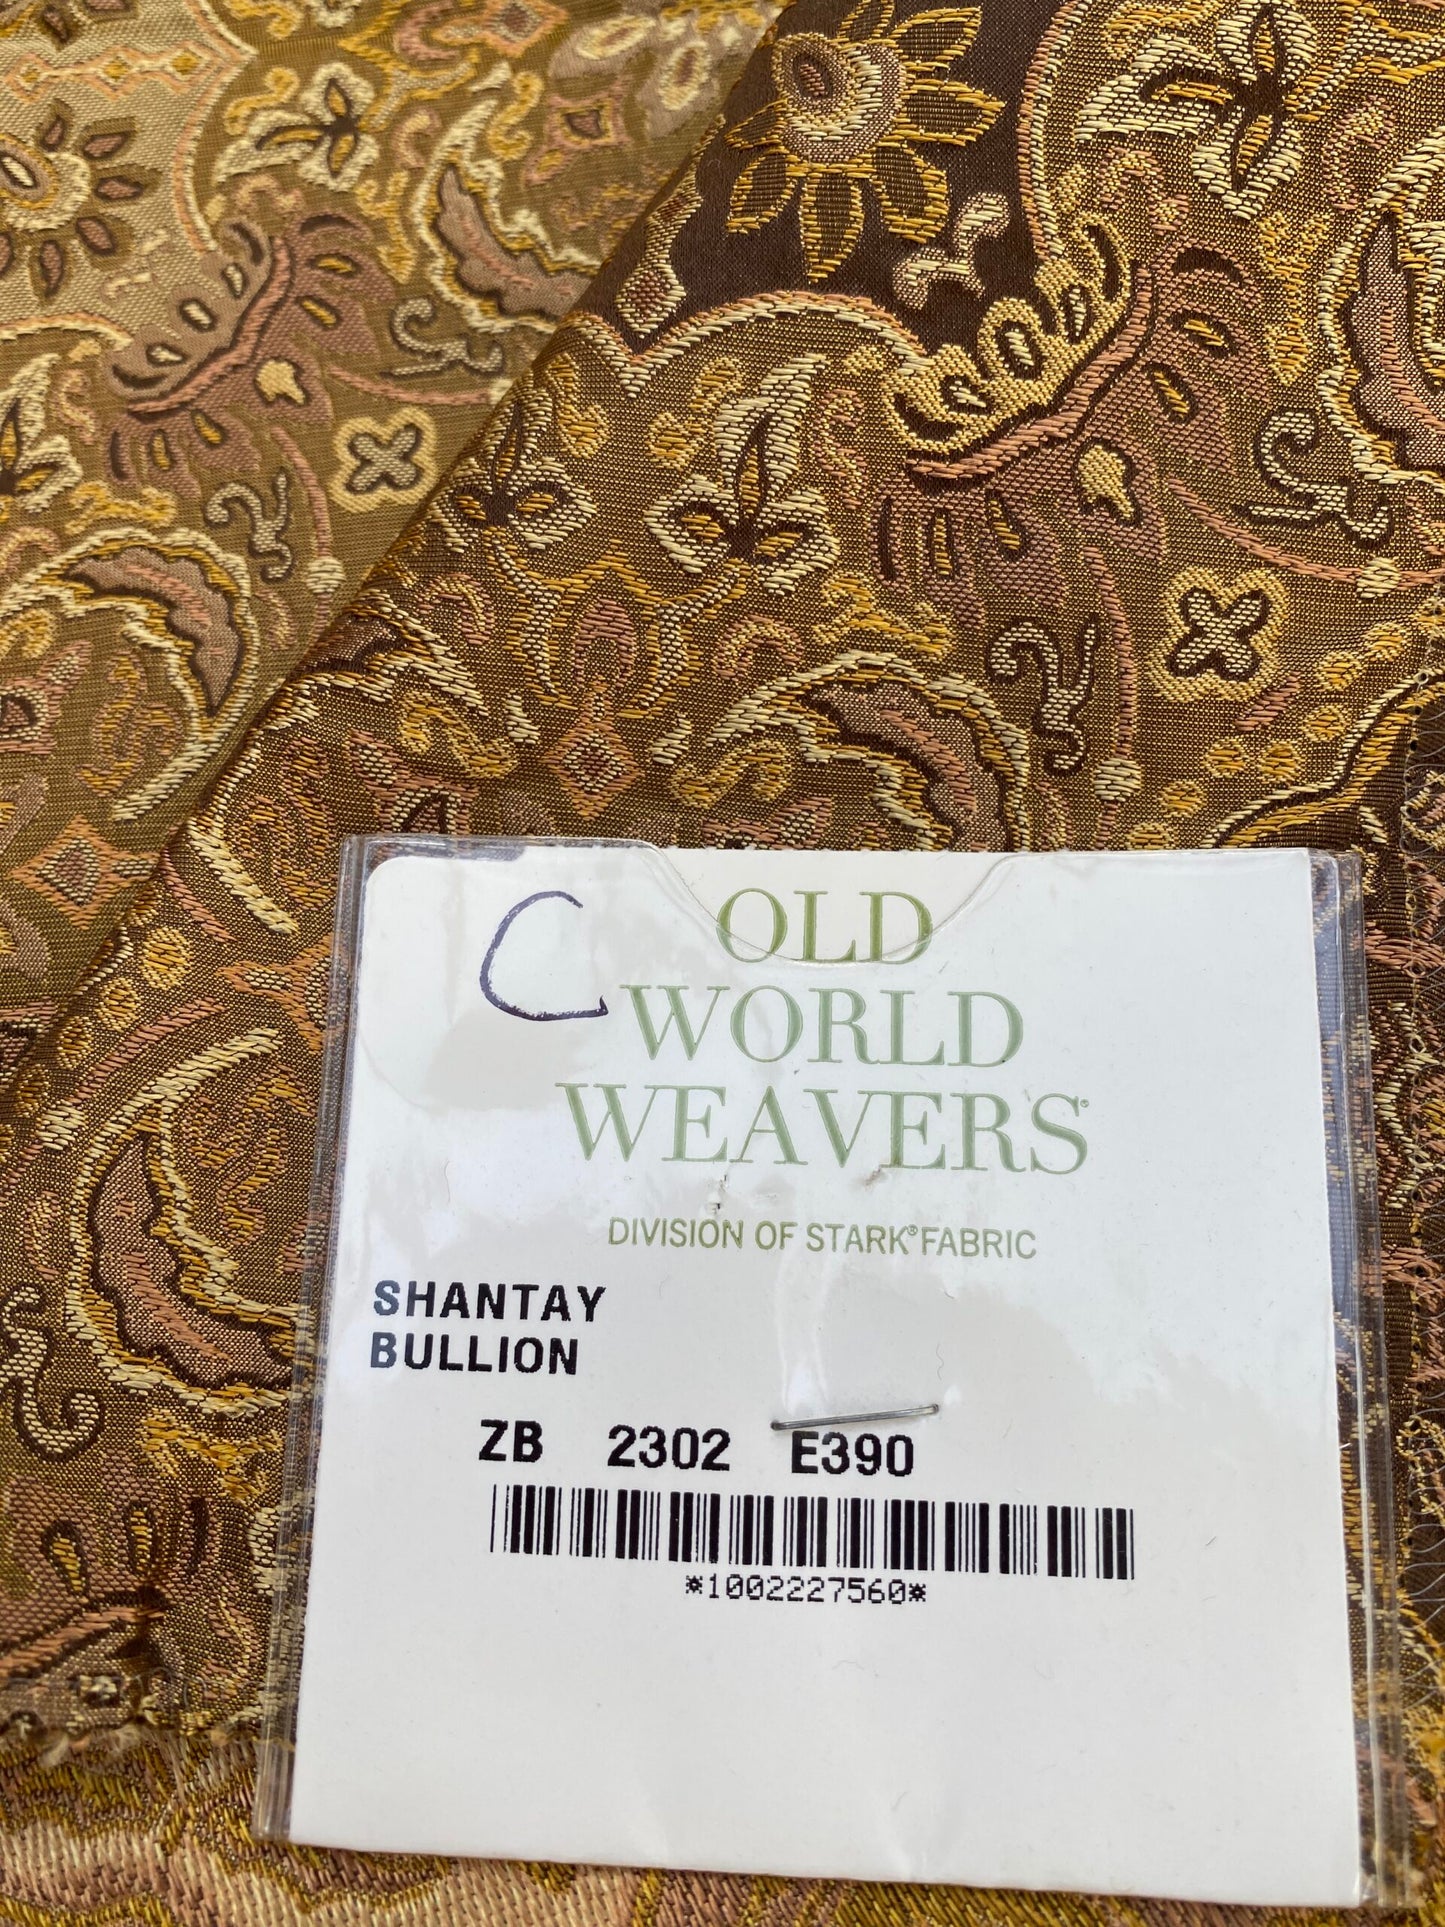 C
OLD
WORLD
WEAVERS®
DIVISION OF STARK® FABRIC
SHANTAY
BULLION
ZB 2302 E390
*1002227560*